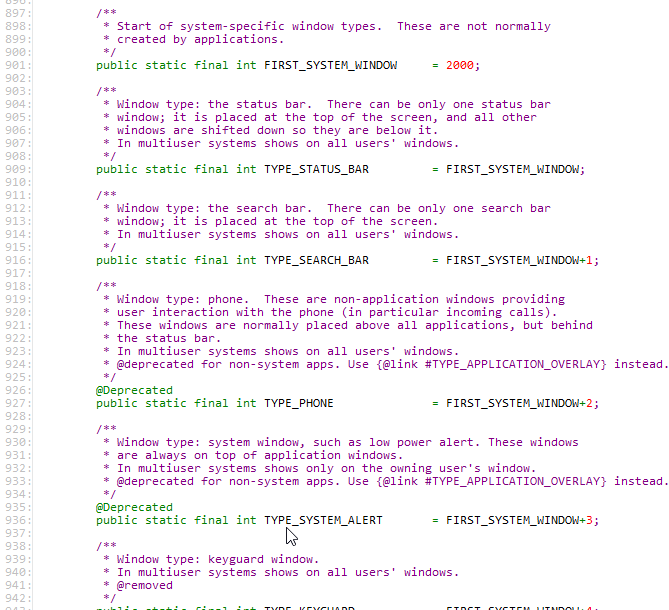 897: /**
898: * Start of system-specific window types.  These are not normally
899: * created by applications.
900: */
901: public static final int FIRST_SYSTEM_WINDOW     = 2000;
902:
903: /**
904: * Window type: the status bar.  There can be only one status bar
905: * window; it is placed at the top of the screen, and all other
906: * windows are shifted down so they are below it.
907: * In multiuser systems shows on all users' windows.
908: */
909: public static final int TYPE_STATUS_BAR         = FIRST_SYSTEM_WINDOW;
910:
911: /**
912: * Window type: the search bar.  There can be only one search bar
913: * window; it is placed at the top of the screen.
914: * In multiuser systems shows on all users' windows.
915: */
916: public static final int TYPE_SEARCH_BAR         = FIRST_SYSTEM_WINDOW+1;
917:
918: /**
919: * Window type: phone.  These are non-application windows providing
920: * user interaction with the phone (in particular incoming calls).
921: * These windows are normally placed above all applications, but behind
922: * the status bar.
923: * In multiuser systems shows on all users' windows.
924: * @deprecated for non-system apps. Use {@link #TYPE_APPLICATION_OVERLAY} instead.
925: */
926: @Deprecated
927: public static final int TYPE_PHONE              = FIRST_SYSTEM_WINDOW+2;
928:
929: /**
930: * Window type: system window, such as low power alert. These windows
931: * are always on top of application windows.
932: * In multiuser systems shows only on the owning user's window.
933: * @deprecated for non-system apps. Use {@link #TYPE_APPLICATION_OVERLAY} instead.
934: */
935: @Deprecated
936: public static final int TYPE_SYSTEM_ALERT       = FIRST_SYSTEM_WINDOW+3;
937:
938: /**
939: * Window type: keyguard window.
940: * In multiuser systems shows on all users' windows.
941: * @removed
942: */